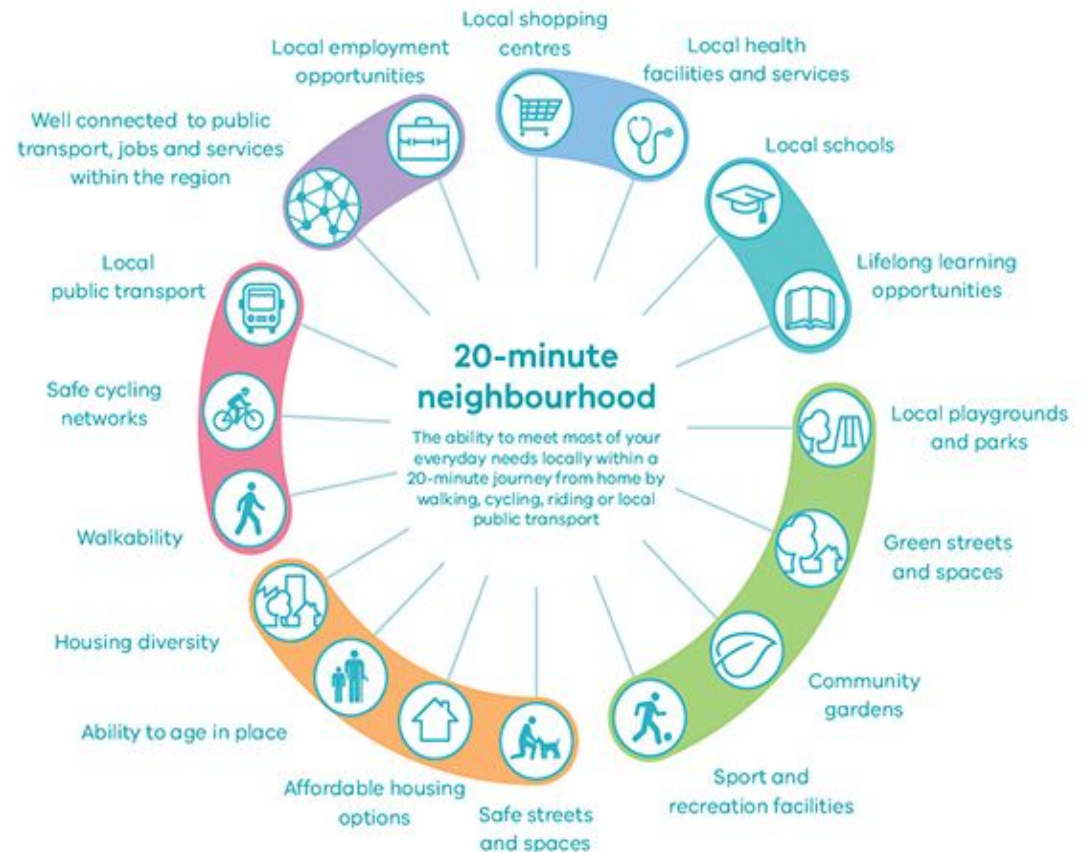 Local shopping
centres
Local health
facilities and services
Local schools
Lifelong learning
opportunities
Local playgrounds
and parks
Green streets
and spaces
Community
gardens
Sport and
recreation facilities
Safe streets
and spaces
Affordable housing
options
Ability to age in place
Housing diversity
Walkability
Safe cycling
networks
Local
public transport
Well connected to public
transport, jobs and services
within the region
Local employment
opportunities
20-minute
neighbourhood
The ability to meet most of your
everyday needs locally within a
20-minute journey from home by
walking, cycling, riding or local
public transport